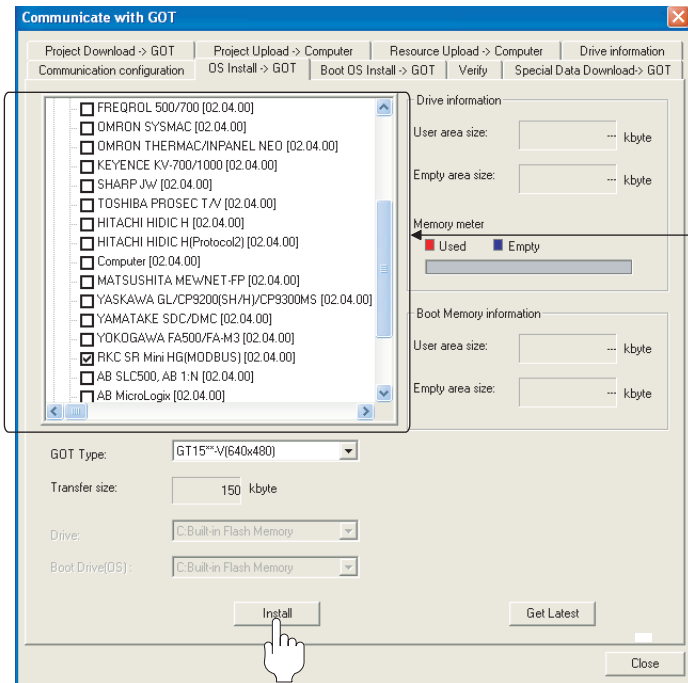 Communicate with GOT
Project Download -> GOT
Project Upload -> Computer
Resource Upload -> Computer
Drive information
Communication configuration
OS Install -> GOT
Boot OS Install -> GOT
Verify
Special Data Download-> GOT
FREQROL 500/700 [02.04.00]
OMRON SYSMAC [02.04.00]
OMRON THERMAC/INPANEL NEO [02.04.00]
KEYENCE KV-700/1000 [02.04.00]
SHARP JW [02.04.00]
TOSHIBA PROSEC T/V [02.04.00]
HITACHI HIDIC H [02.04.00]
HITACHI HIDIC H(Protocol2) [02.04.00]
Computer [02.04.00]
MATSUSHITA MEWNET-FP [02.04.00]
YASKAWA GL/CP9200(SH/H)/CP9300MS [02.04.00]
YAMATAKE SDC/DMC [02.04.00]
YOKOGAWA FA500/FA-M3 [02.04.00]
RKC SR Mini HG(MODBUS) [02.04.00]
AB SLC500, AB 1:N [02.04.00]
AB MicroLogix [02.04.00]
Drive information
User area size: --- kbyte
Empty area size: --- kbyte
Memory meter
Used Empty
Boot Memory information
User area size: --- kbyte
Empty area size: --- kbyte
GOT Type: GT15**-V(640x480)
Transfer size: 150 kbyte
Drive: C:Built-in Flash Memory
Boot Drive(OS) : C:Built-in Flash Memory
Install
Get Latest
Close